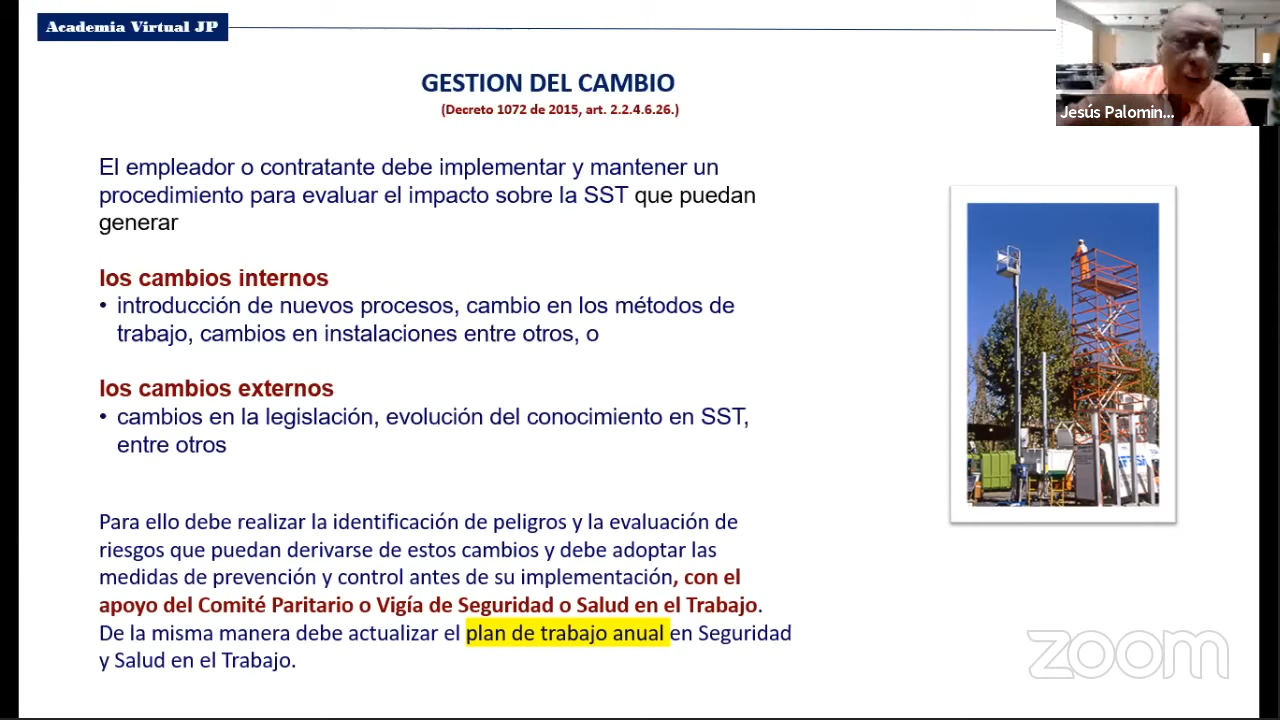 Academia Virtual JP
GESTION DEL CAMBIO
(Decreto 1072 de 2015, art. 2.2.4.6.26.)
Jesús Palomin...
El empleador o contratante debe implementar y mantener un
procedimiento para evaluar el impacto sobre la SST que puedan
generar
los cambios internos
• introducción de nuevos procesos, cambio en los métodos de
trabajo, cambios en instalaciones entre otros, o
los cambios externos
• cambios en la legislación, evolución del conocimiento en SST,
entre otros
Para ello debe realizar la identificación de peligros y la evaluación de
riesgos que puedan derivarse de estos cambios y debe adoptar las
medidas de prevención y control antes de su implementación, con el
apoyo del Comité Paritario o Vigía de Seguridad o Salud en el Trabajo.
De la misma manera debe actualizar el plan de trabajo anual en Seguridad
y Salud en el Trabajo.
zoom